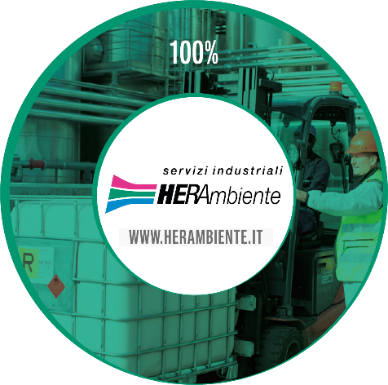 100%
servizi industriali
HERAmbiente
WWW.HERAMBIENTE.IT
R